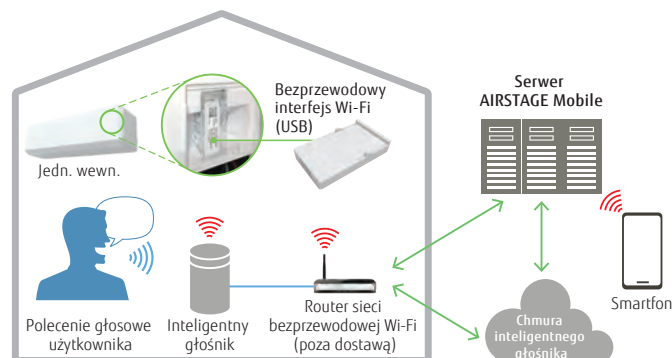 Bezprzewodowy
interfejs Wi-Fi
(USB)
Serwer
AIRSTAGE Mobile
Jedn. wewn.
Polecenie głosowe
użytkownika
Inteligentny
głośnik
Router sieci
bezprzewodowej Wi-Fi
(poza dostawą)
Chmura
inteligentnego
głośnika
Smartfon